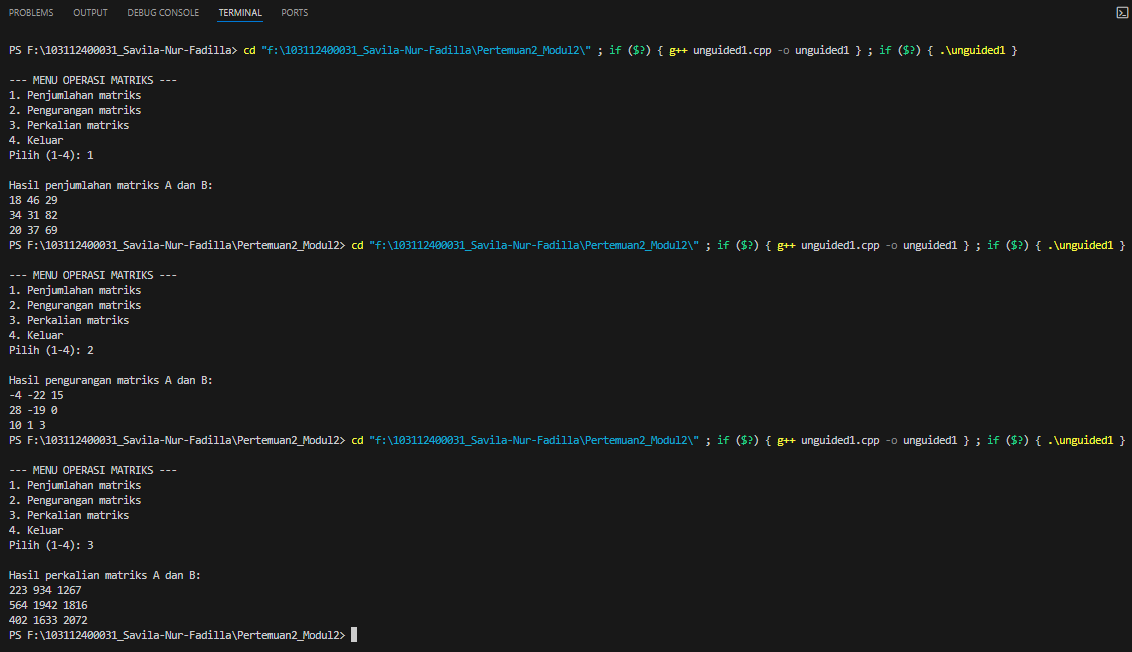 PROBLEMS OUTPUT DEBUG CONSOLE TERMINAL PORTS
PS F:\103112400031_Savila-Nur-Fadilla> cd "f:\103112400031_Savila-Nur-Fadilla\Pertemuan2_Modul2\" ; if ($?) { g++ unguided1.cpp -o unguided1 } ; if ($?) { .\unguided1 }
--- MENU OPERASI MATRIKS ---
1. Penjumlahan matriks
2. Pengurangan matriks
3. Perkalian matriks
4. Keluar
Pilih (1-4): 1
Hasil penjumlahan matriks A dan B:
18 46 29
34 31 82
20 37 69
PS F:\103112400031_Savila-Nur-Fadilla\Pertemuan2_Modul2> cd "f:\103112400031_Savila-Nur-Fadilla\Pertemuan2_Modul2\" ; if ($?) { g++ unguided1.cpp -o unguided1 } ; if ($?) { .\unguided1 }
--- MENU OPERASI MATRIKS ---
1. Penjumlahan matriks
2. Pengurangan matriks
3. Perkalian matriks
4. Keluar
Pilih (1-4): 2
Hasil pengurangan matriks A dan B:
-4 -22 15
28 -19 0
10 1 3
PS F:\103112400031_Savila-Nur-Fadilla\Pertemuan2_Modul2> cd "f:\103112400031_Savila-Nur-Fadilla\Pertemuan2_Modul2\" ; if ($?) { g++ unguided1.cpp -o unguided1 } ; if ($?) { .\unguided1 }
--- MENU OPERASI MATRIKS ---
1. Penjumlahan matriks
2. Pengurangan matriks
3. Perkalian matriks
4. Keluar
Pilih (1-4): 3
Hasil perkalian matriks A dan B:
223 934 1267
564 1942 1816
402 1633 2072
PS F:\103112400031_Savila-Nur-Fadilla\Pertemuan2_Modul2>